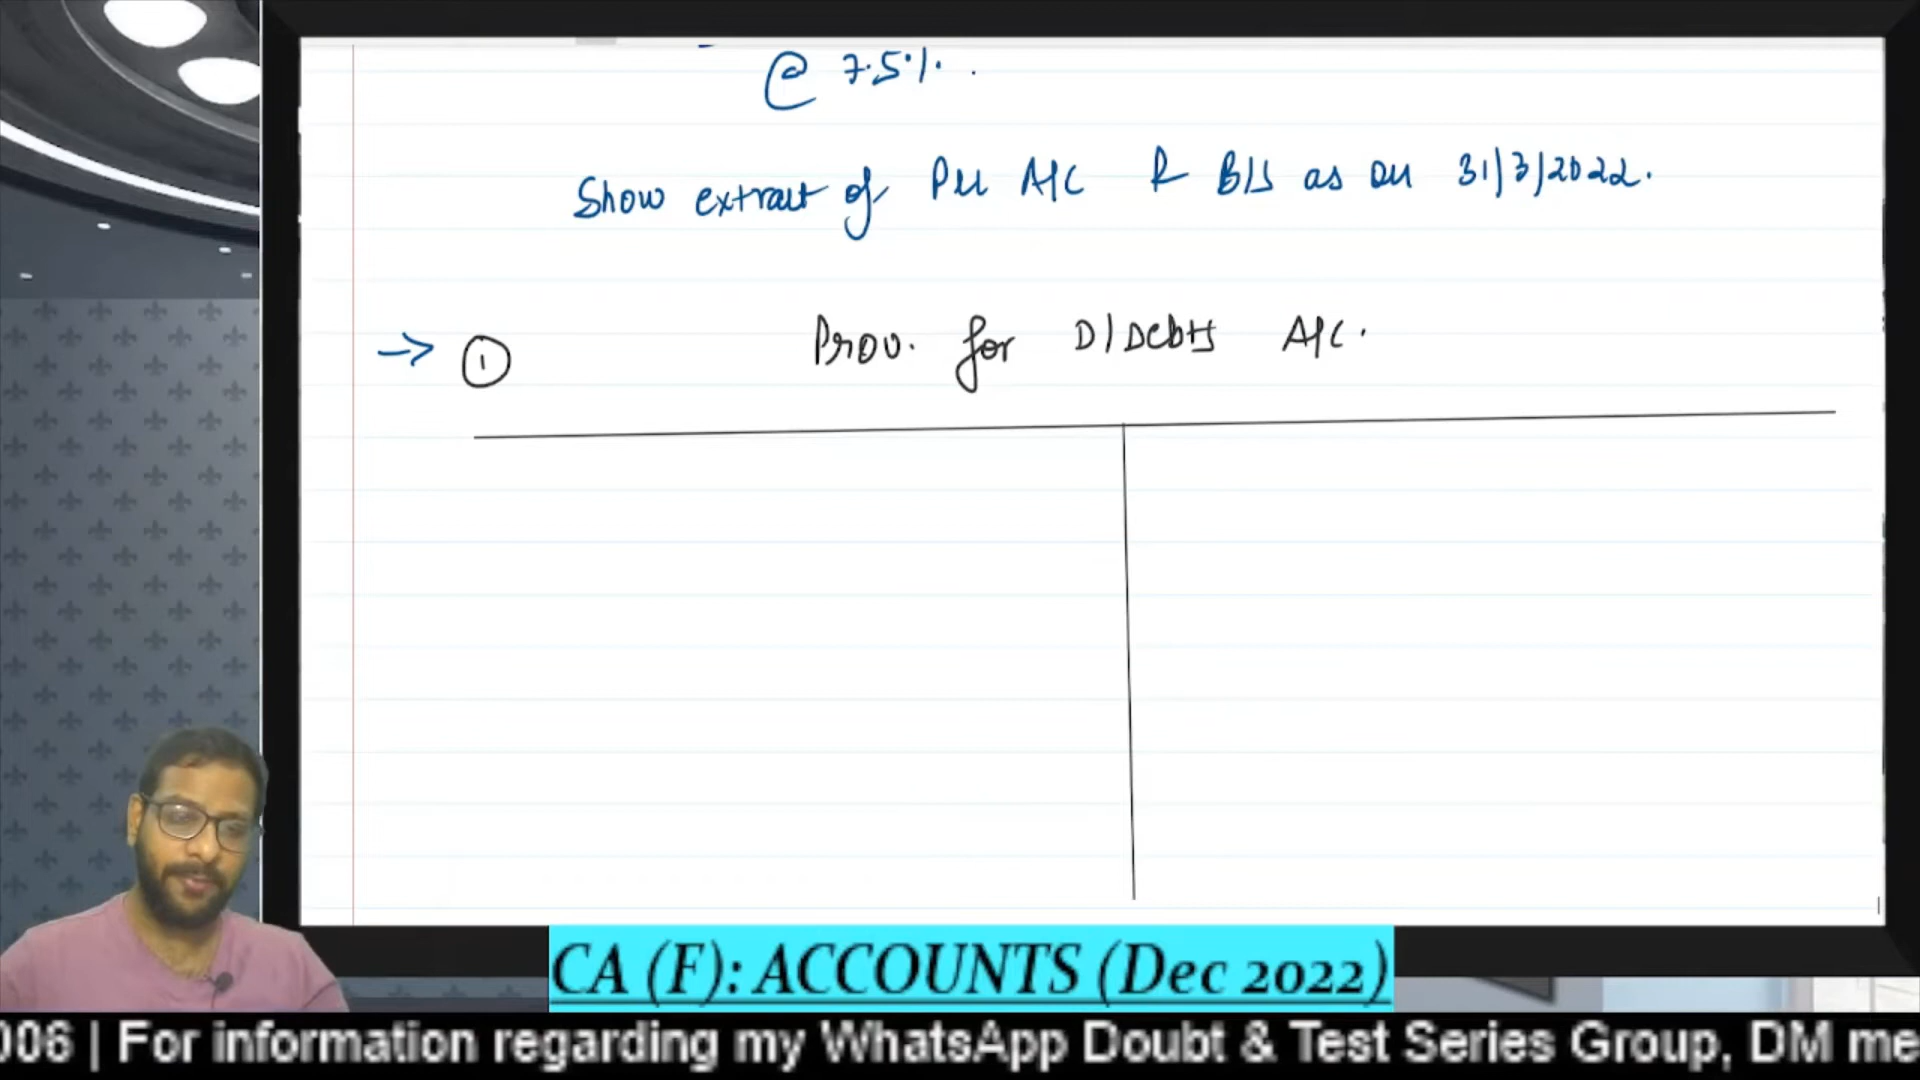 @ 7.5%.
Show extract of P&L A/C & B/S as on 31/3/2022.
→ ① Prov. for D/Debts A/C.
CA (F): ACCOUNTS (Dec 2022)
006 | For information regarding my WhatsApp Doubt & Test Series Group, DM me